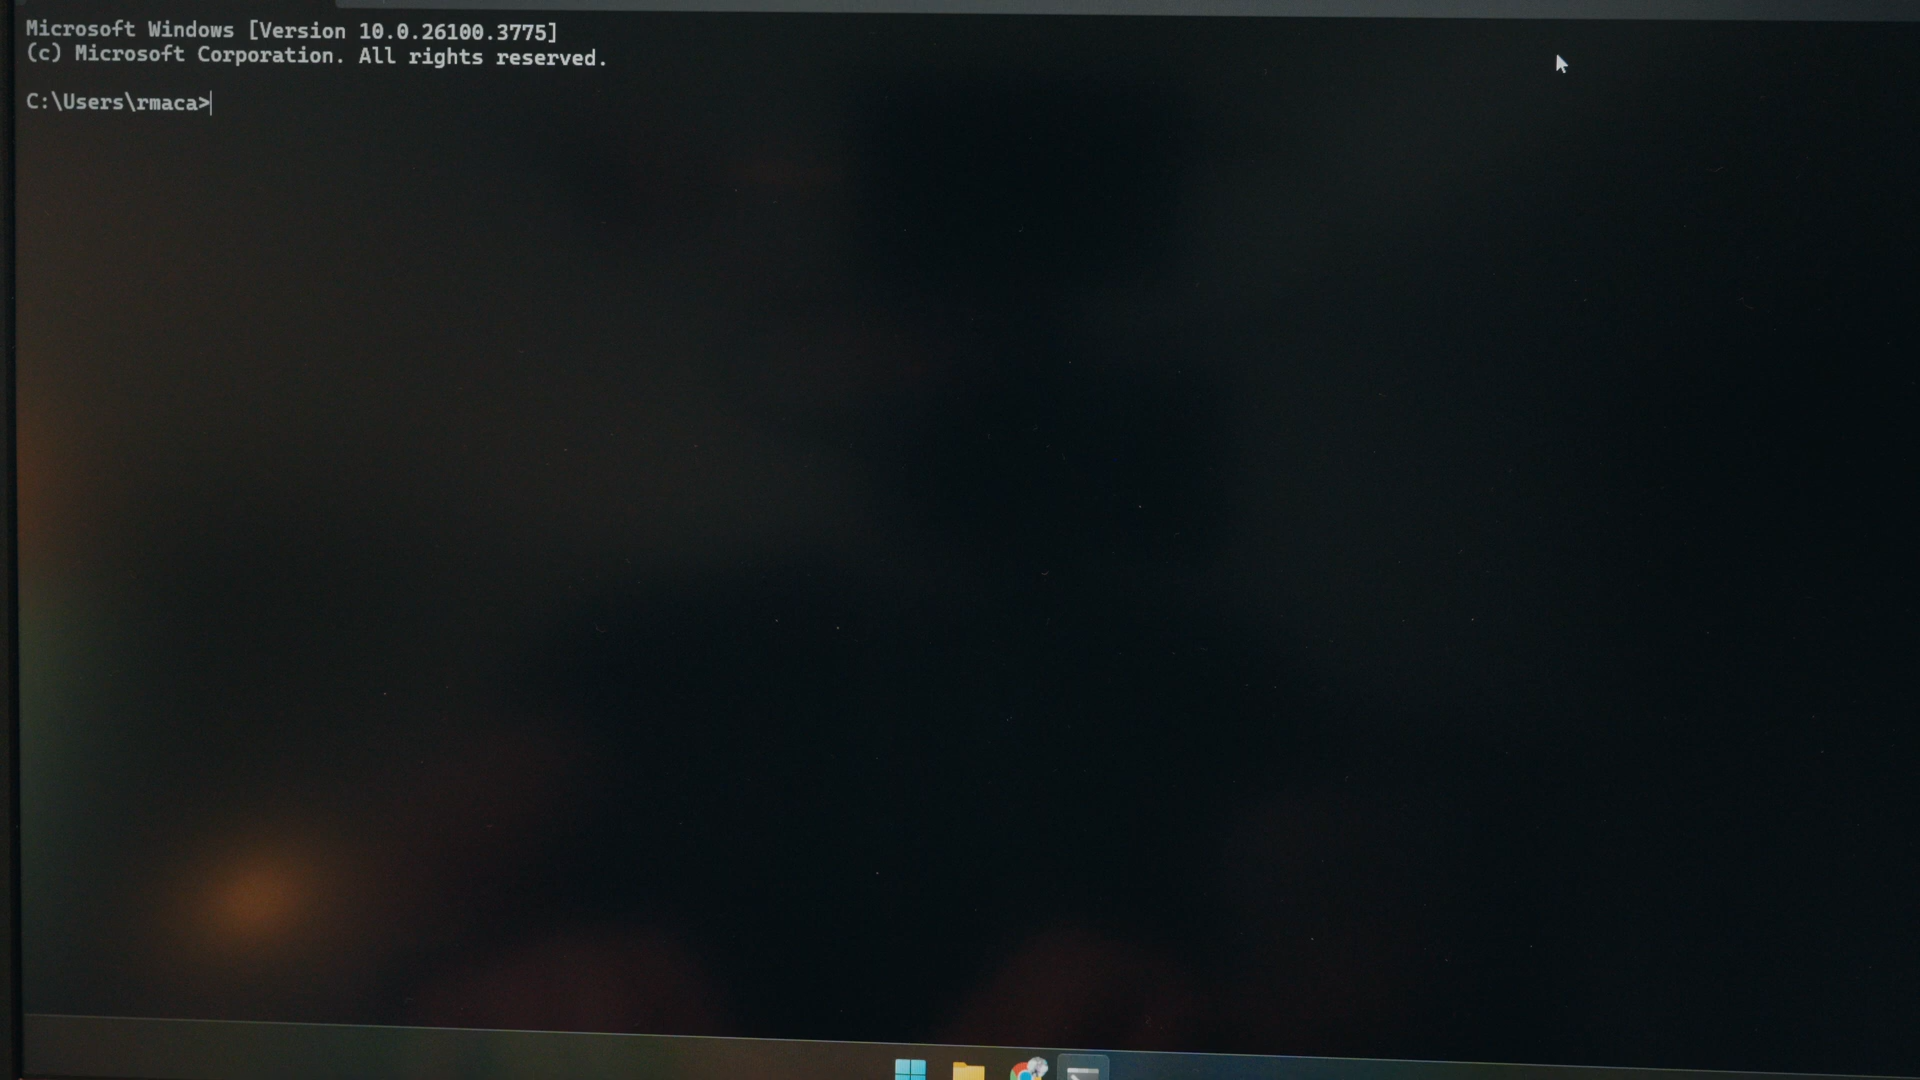 Microsoft Windows [Version 10.0.26100.3775]
(c) Microsoft Corporation. All rights reserved.
C:\Users\rmaca>